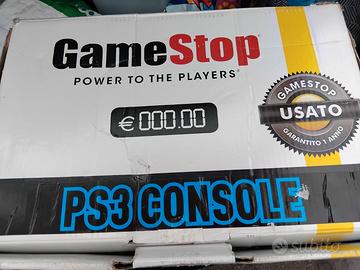 GameStop
POWER TO THE PLAYERS
€ 000.00
GAMESTOP
USATO
GARANTITO 1 ANNO
PS3 CONSOLE
subito